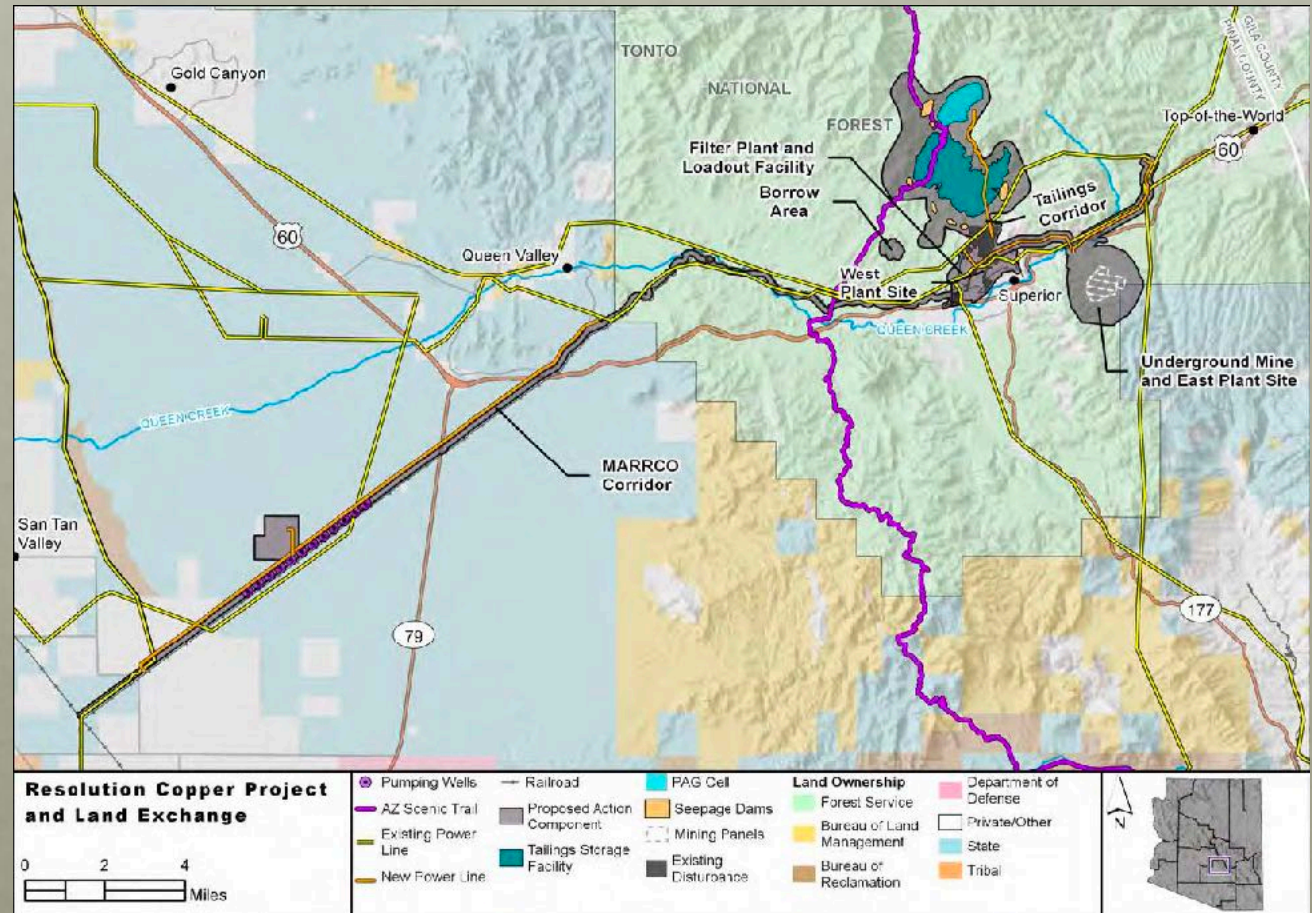 TONTO
NATIONAL
FOREST
Gold Canyon
GILA COUNTY
PINAL COUNTY
Top-of-the-World
60
Filter Plant and
Loadout Facility
Borrow
Area
Tailings
Corridor
60
Queen Valley
West
Plant Site
Superior
QUEEN CREEK
Underground Mine
and East Plant Site
QUEEN CREEK
MARRCO
Corridor
San Tan
Valley
79
177
Resolution Copper Project
and Land Exchange
0 2 4
Miles
Pumping Wells
AZ Scenic Trail
Existing Power
Line
New Power Line
Railroad
Proposed Action
Component
Tailings Storage
Facility
PAG Cell
Seepage Dams
Mining Panels
Existing
Disturbance
Land Ownership
Forest Service
Bureau of Land
Management
Bureau of
Reclamation
Department of
Defense
Private/Other
State
Tribal
N